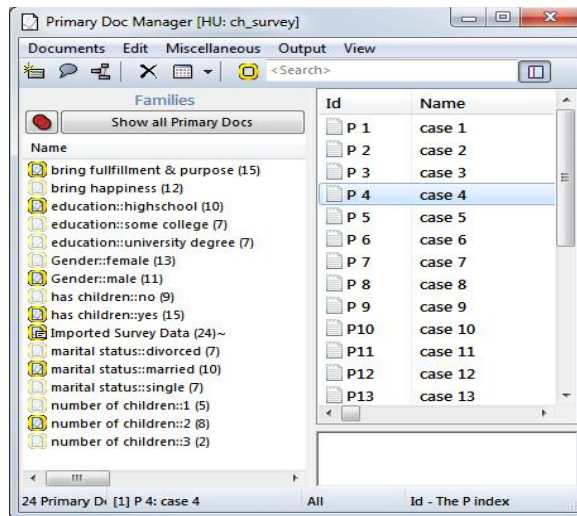 Primary Doc Manager [HU: ch_survey]
Documents Edit Miscellaneous Output View
<Search>
Families
Show all Primary Docs
Name
bring fullfillment & purpose (15)
bring happiness (12)
education::highschool (10)
education::some college (7)
education::university degree (7)
Gender::female (13)
Gender::male (11)
has children::no (9)
has children::yes (15)
Imported Survey Data (24)~
marital status::divorced (7)
marital status::married (10)
marital status::single (7)
number of children::1 (5)
number of children::2 (8)
number of children::3 (2)
Id Name
P 1 case 1
P 2 case 2
P 3 case 3
P 4 case 4
P 5 case 5
P 6 case 6
P 7 case 7
P 8 case 8
P 9 case 9
P10 case 10
P11 case 11
P12 case 12
P13 case 13
24 Primary D [1] P 4: case 4 All Id - The P index